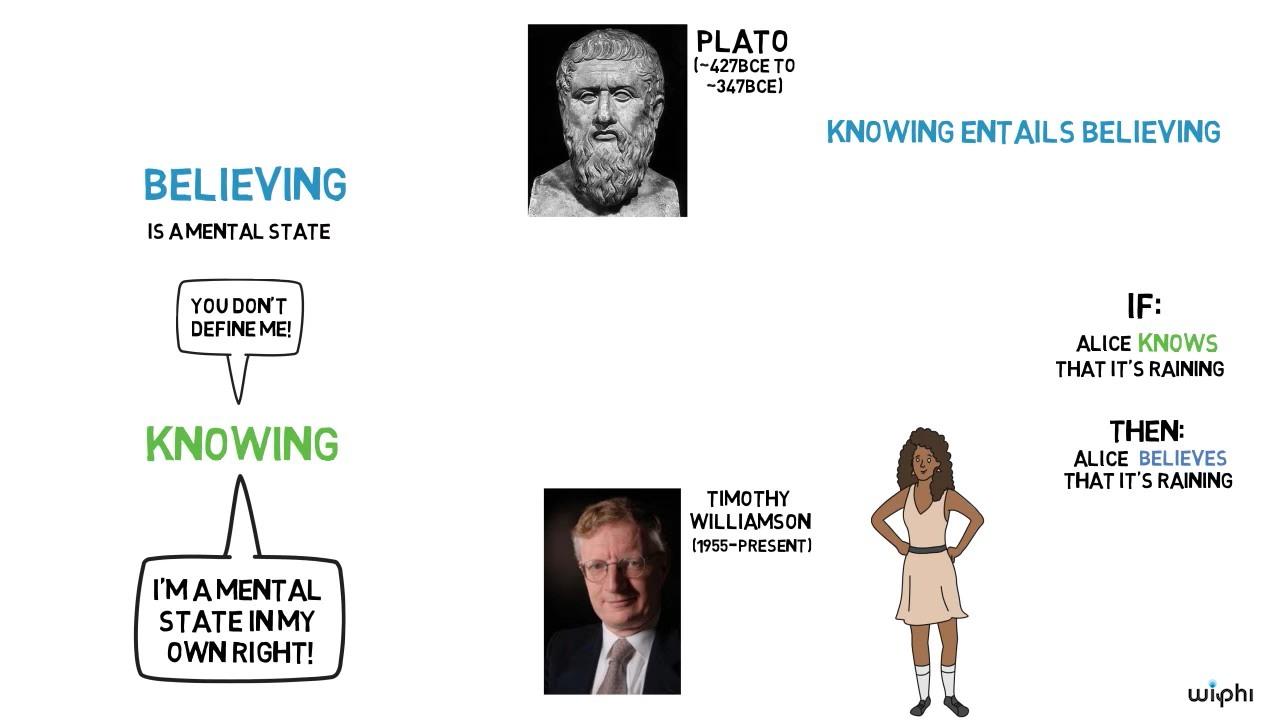 PLATO
(~427BCE TO
~347BCE)
KNOWING ENTAILS BELIEVING
BELIEVING
IS A MENTAL STATE
YOU DON'T
DEFINE ME!
KNOWING
I'M A MENTAL
STATE IN MY
OWN RIGHT!
TIMOTHY
WILLIAMSON
(1955-PRESENT)
IF:
ALICE KNOWS
THAT IT'S RAINING
THEN:
ALICE BELIEVES
THAT IT'S RAINING
wiphi